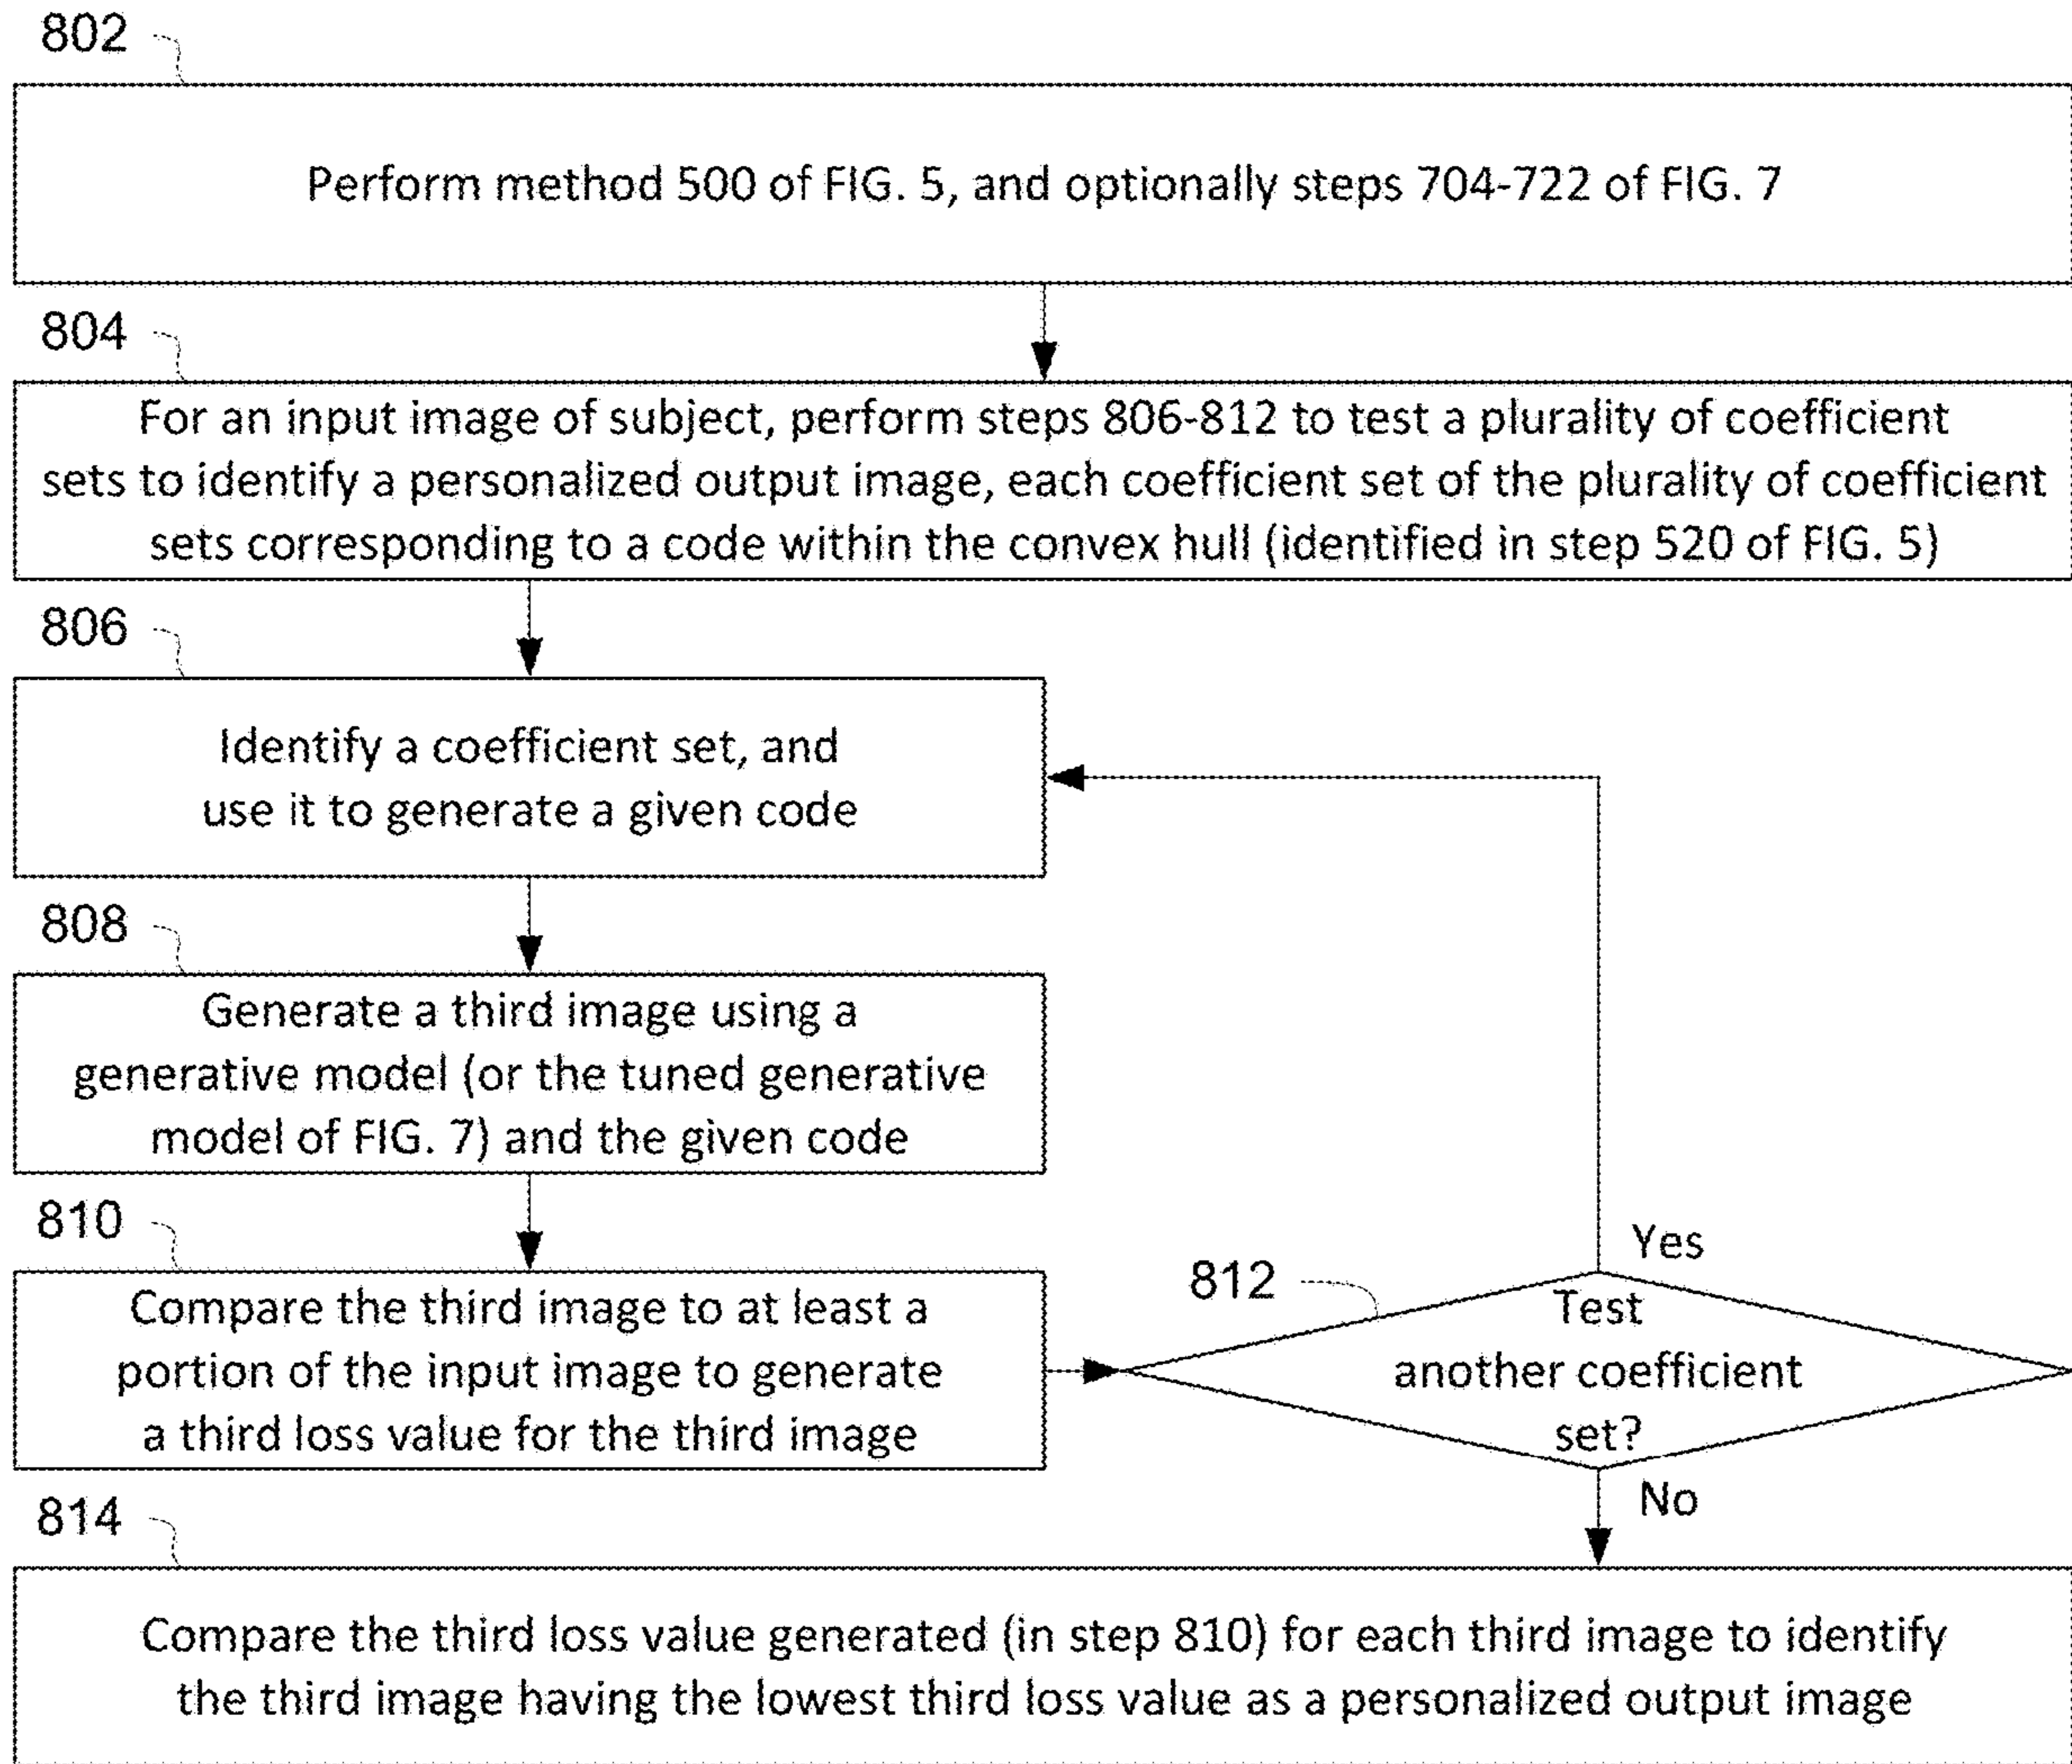 802
Perform method 500 of FIG. 5, and optionally steps 704-722 of FIG. 7
804
For an input image of subject, perform steps 806-812 to test a plurality of coefficient
sets to identify a personalized output image, each coefficient set of the plurality of coefficient
sets corresponding to a code within the convex hull (identified in step 520 of FIG. 5)
806
Identify a coefficient set, and
use it to generate a given code
808
Generate a third image using a
generative model (or the tuned generative
model of FIG. 7) and the given code
810
Compare the third image to at least a
portion of the input image to generate
a third loss value for the third image
812
Yes
Test
another coefficient
set?
No
814
Compare the third loss value generated (in step 810) for each third image to identify
the third image having the lowest third loss value as a personalized output image